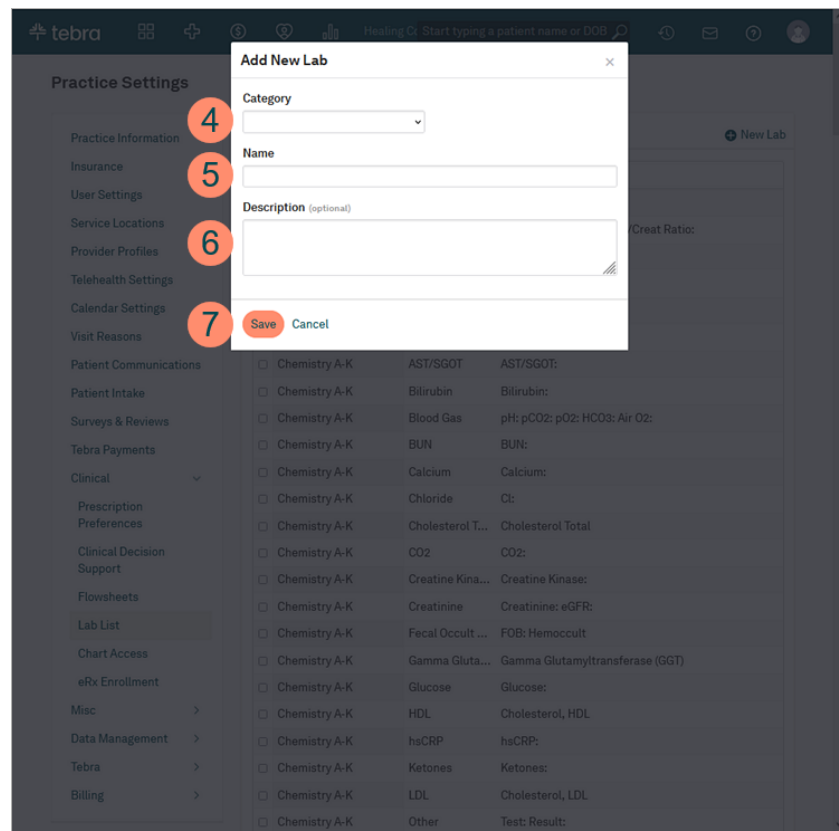 tebra
Healing Co Start typing a patient name or DOB
Practice Settings
Add New Lab
×
4
Category
5
Name
6
Description (optional)
7
Save Cancel
New Lab
/Creat Ratio:
Practice Information
Insurance
User Settings
Service Locations
Provider Profiles
Telehealth Settings
Calendar Settings
Visit Reasons
Patient Communications
Patient Intake
Surveys & Reviews
Tebra Payments
Clinical
Prescription
Preferences
Clinical Decision
Support
Flowsheets
Lab List
Chart Access
eRx Enrollment
Misc
Data Management
Tebra
Billing
Chemistry A-K AST/SGOT AST/SGOT:
Chemistry A-K Bilirubin Bilirubin:
Chemistry A-K Blood Gas pH: pCO2: pO2: HCO3: Air O2:
Chemistry A-K BUN BUN:
Chemistry A-K Calcium Calcium:
Chemistry A-K Chloride Cl:
Chemistry A-K Cholesterol T... Cholesterol Total
Chemistry A-K CO2 CO2:
Chemistry A-K Creatine Kina... Creatine Kinase:
Chemistry A-K Creatinine Creatinine: eGFR:
Chemistry A-K Fecal Occult ... FOB: Hemoccult
Chemistry A-K Gamma Gluta... Gamma Glutamyltransferase (GGT)
Chemistry A-K Glucose Glucose:
Chemistry A-K HDL Cholesterol, HDL
Chemistry A-K hsCRP hsCRP:
Chemistry A-K Ketones Ketones:
Chemistry A-K LDL Cholesterol, LDL
Chemistry A-K Other Test: Result: